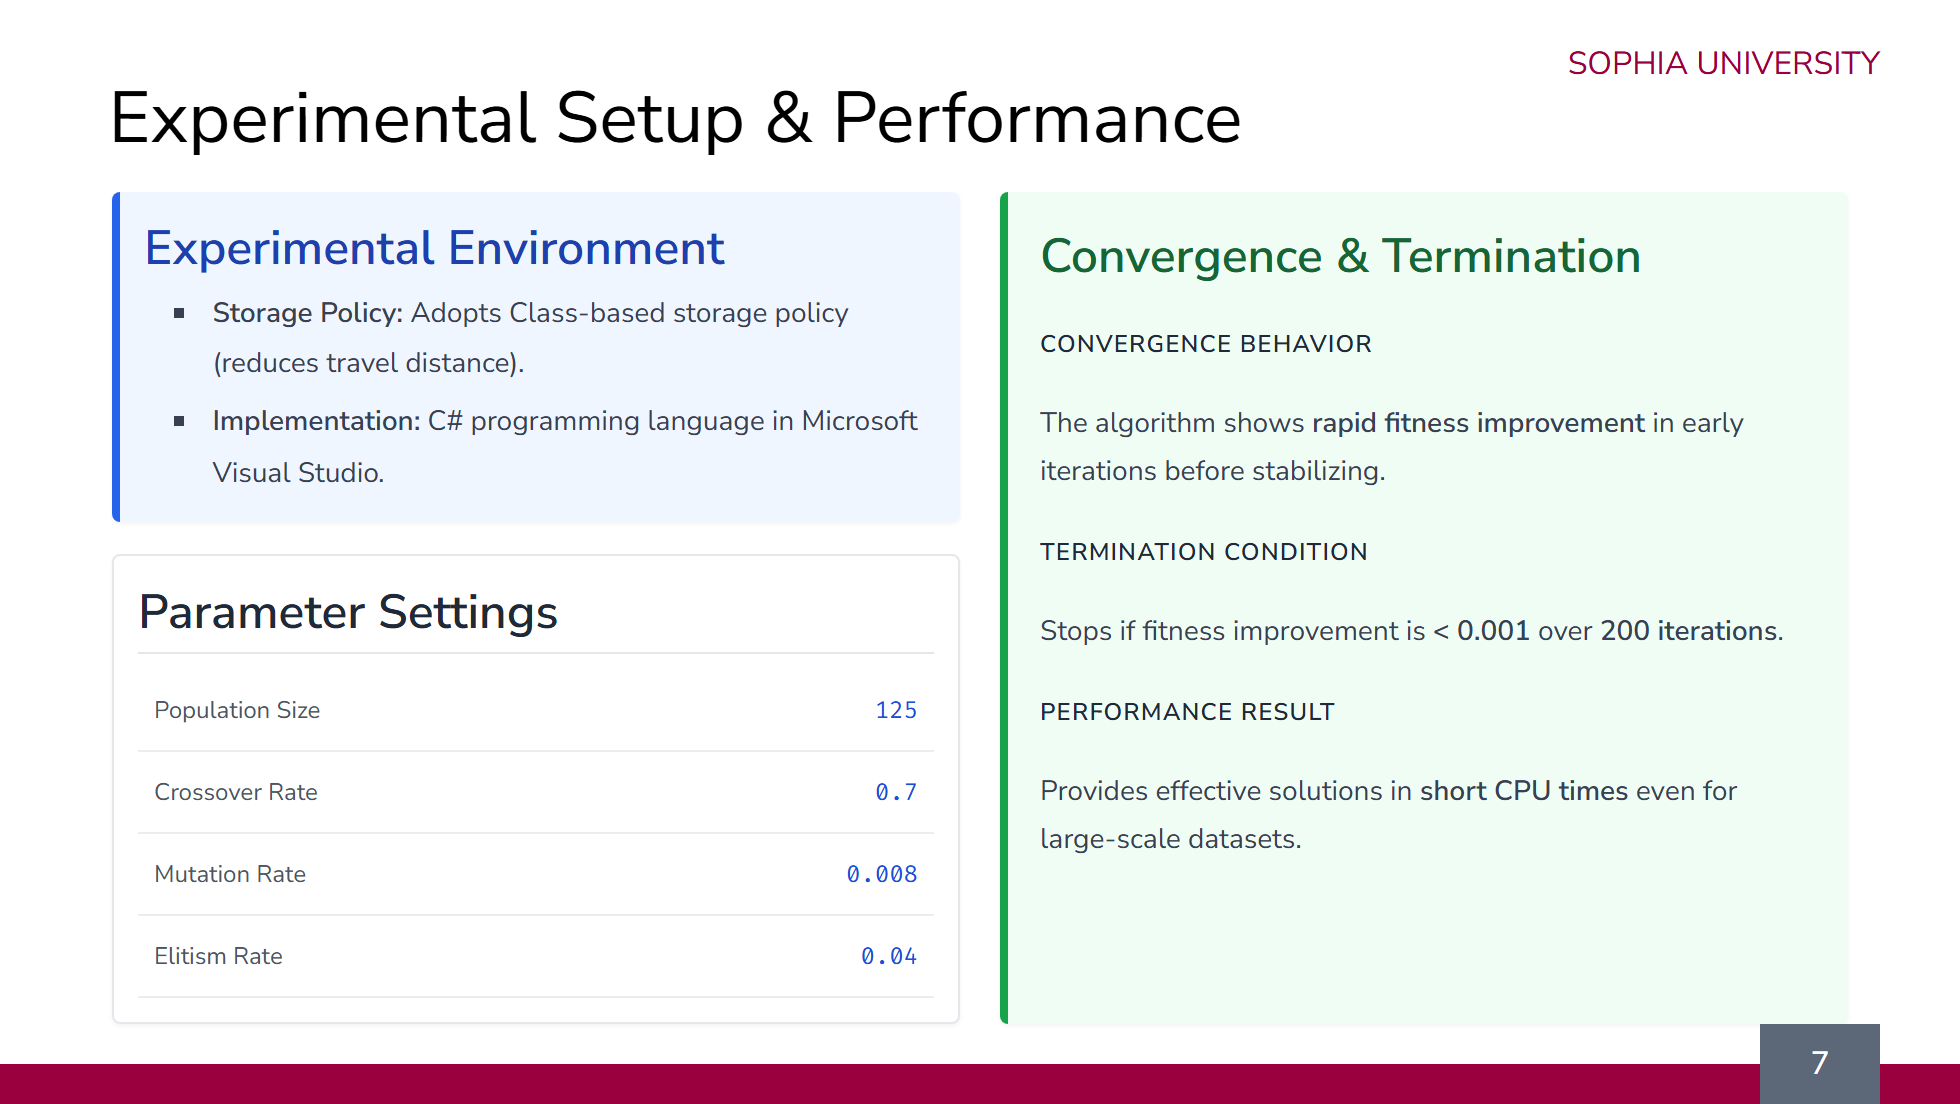 SOPHIA UNIVERSITY
Experimental Setup & Performance
Experimental Environment
▪ Storage Policy: Adopts Class-based storage policy
(reduces travel distance).
▪ Implementation: C# programming language in Microsoft
Visual Studio.
Parameter Settings
Population Size 125
Crossover Rate 0.7
Mutation Rate 0.008
Elitism Rate 0.04
Convergence & Termination
CONVERGENCE BEHAVIOR
The algorithm shows rapid fitness improvement in early
iterations before stabilizing.
TERMINATION CONDITION
Stops if fitness improvement is < 0.001 over 200 iterations.
PERFORMANCE RESULT
Provides effective solutions in short CPU times even for
large-scale datasets.
7